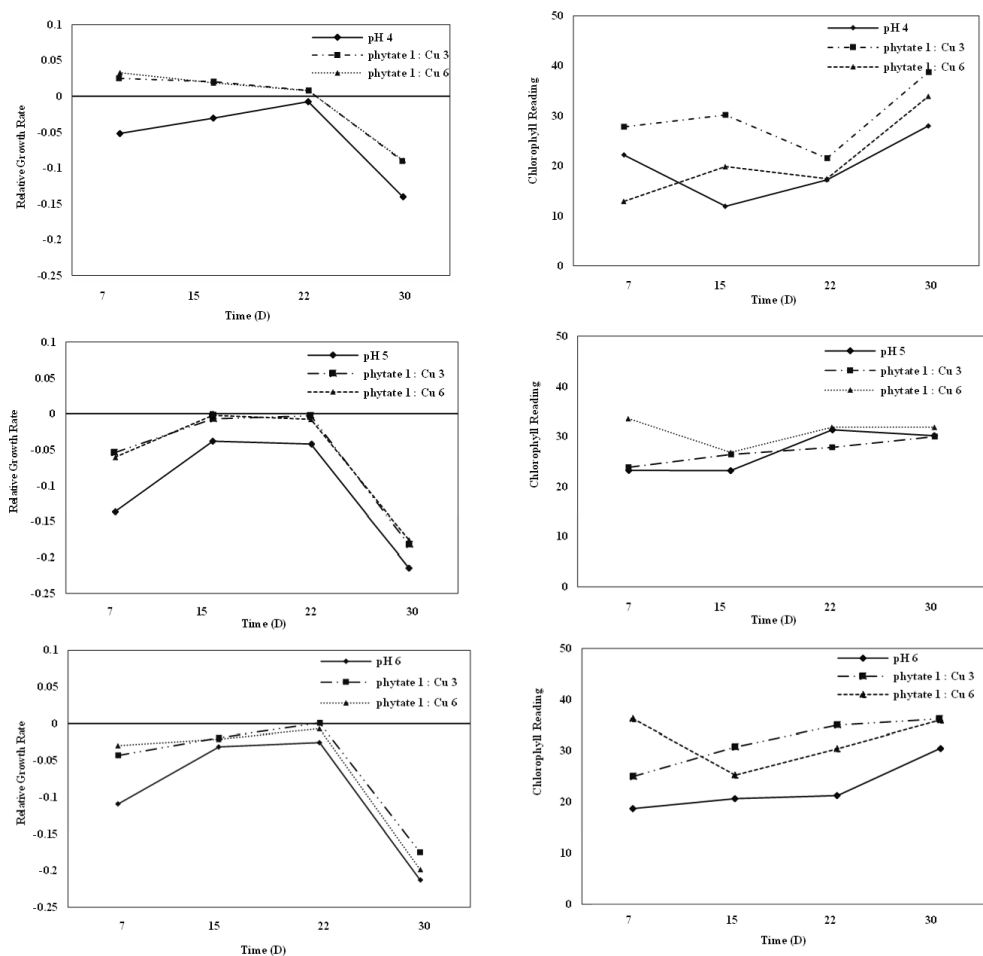 0.1
0.05
0
-0.05
-0.1
-0.15
-0.2
-0.25
Relative Growth Rate
pH 4
phytate 1 : Cu 3
phytate 1 : Cu 6
7 15 22 30
Time (D)
50
40
30
20
10
0
Chlorophyll Reading
pH 4
phytate 1 : Cu 3
phytate 1 : Cu 6
7 15 22 30
Time (D)
0.1
0.05
0
-0.05
-0.1
-0.15
-0.2
-0.25
Relative Growth Rate
pH 5
phytate 1 : Cu 3
phytate 1 : Cu 6
7 15 22 30
Time (D)
50
40
30
20
10
0
Chlorophyll Reading
pH 5
phytate 1 : Cu 3
phytate 1 : Cu 6
7 15 22 30
Time (D)
0.1
0.05
0
-0.05
-0.1
-0.15
-0.2
-0.25
Relative Growth Rate
pH 6
phytate 1 : Cu 3
phytate 1 : Cu 6
7 15 22 30
Time (D)
50
40
30
20
10
0
Chlorophyll Reading
pH 6
phytate 1 : Cu 3
phytate 1 : Cu 6
7 15 22 30
Time (D)